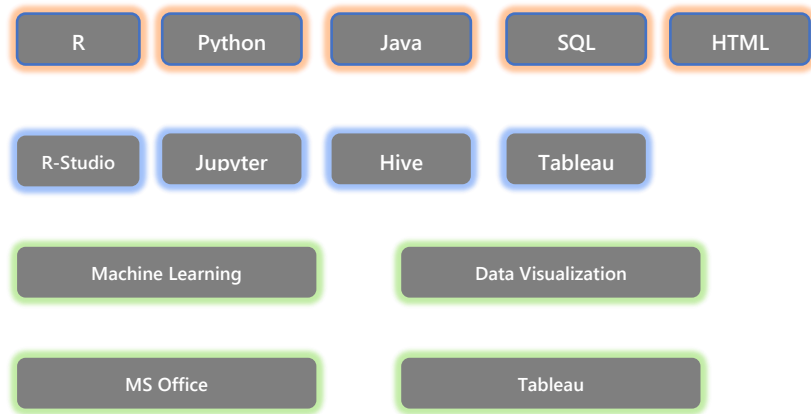 R Python Java SQL HTML
R-Studio Jupyter Hive Tableau
Machine Learning Data Visualization
MS Office Tableau